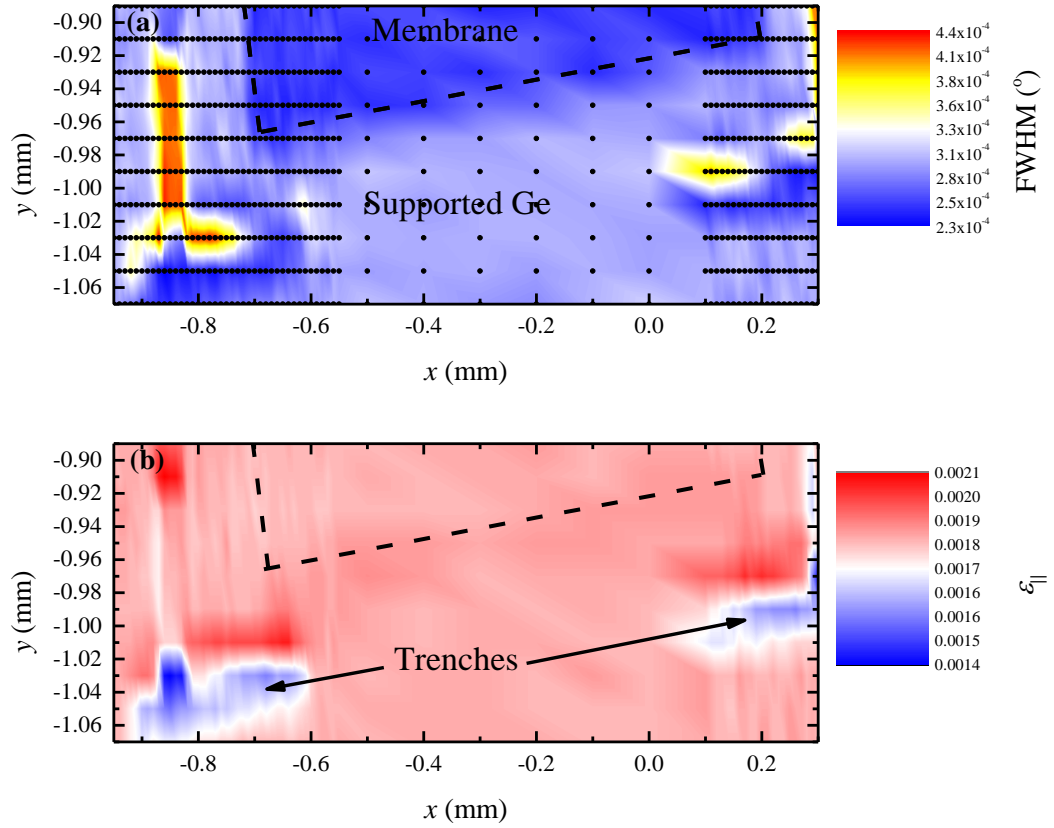 (a)
Membrane
Supported Ge
-0.90
-0.92
-0.94
-0.96
-0.98
-1.00
-1.02
-1.04
-1.06
y (mm)
-0.8
-0.6
-0.4
-0.2
0.0
0.2
x (mm)
4.4x10⁻⁴
4.1x10⁻⁴
3.8x10⁻⁴
3.6x10⁻⁴
3.3x10⁻⁴
3.1x10⁻⁴
2.8x10⁻⁴
2.5x10⁻⁴
2.3x10⁻⁴
FWHM (°)
(b)
Trenches
-0.90
-0.92
-0.94
-0.96
-0.98
-1.00
-1.02
-1.04
-1.06
y (mm)
-0.8
-0.6
-0.4
-0.2
0.0
0.2
x (mm)
0.0021
0.0020
0.0019
0.0018
0.0017
0.0016
0.0015
0.0014
ε||